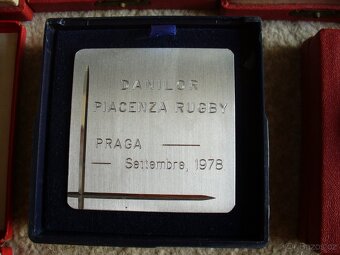 DANILOR
PIACENZA RUGBY
PRAGA
Settembre, 1978